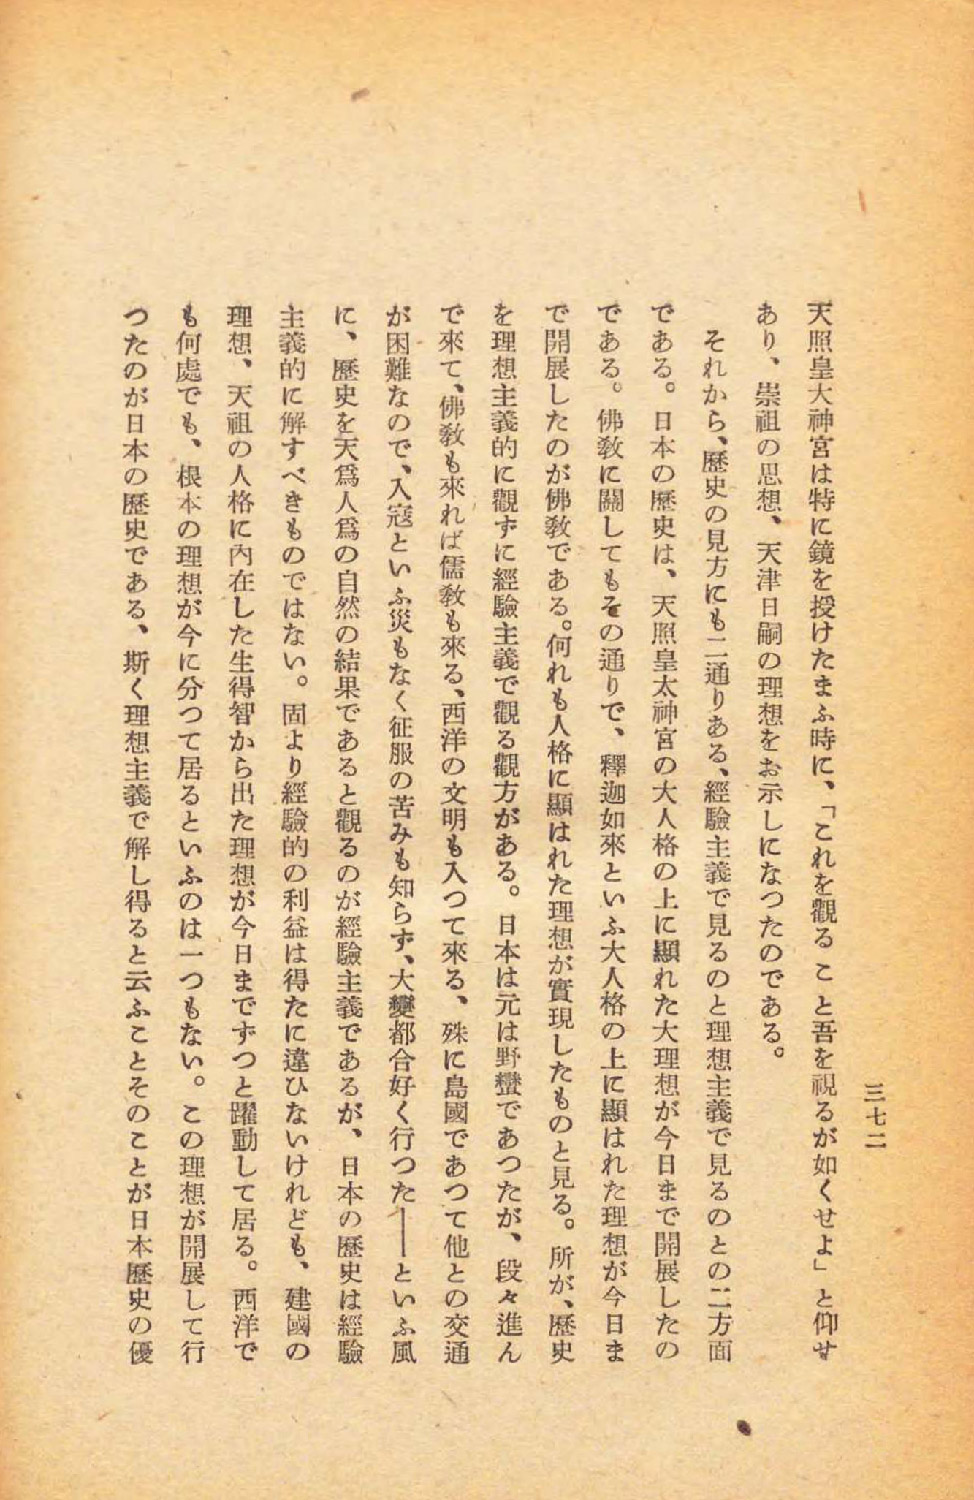 三七二
天照皇大神宮は特に鏡を授けたまふ時に、「これを觀ること吾を視るが如くせよ」と仰せ
あり、崇祖の思想、天津日嗣の理想をお示しになつたのである。
それから、歷史の見方にも二通りある、經驗主義で見るのと理想主義で見るのとの二方面
である。日本の歷史は、天照皇太神宮の大人格の上に顯れた大理想が今日まで開展したの
である。佛敎に關してもその通りで、釋迦如來といふ大人格の上に顯はれた理想が今日ま
で開展したのが佛敎である。何れも人格に顯はれた理想が實現したものと見る。所が、歷史
を理想主義的に觀ずに經驗主義で觀る觀方がある。日本は元は野蠻であつたが、段々進ん
で來て、佛敎も來れば儒敎も來る、西洋の文明も入つて來る、殊に島國であつて他との交通
が困難なので、入寇といふ災もなく征服の苦みも知らず、大變都合好く行つた――といふ風
に、歷史を天爲人爲の自然の結果であると觀るのが經驗主義であるが、日本の歷史は經驗
主義的に解すべきものではない。固より經驗的の利益は得たに違ひないけれども、建國の
理想、天祖の人格に內在した生得智から出た理想が今日までずつと躍動して居る。西洋で
も何處でも、根本の理想が今に分つて居るといふのは一つもない。この理想が開展して行
つたのが日本の歷史である、斯く理想主義で解し得ると云ふことそのことが日本歷史の優